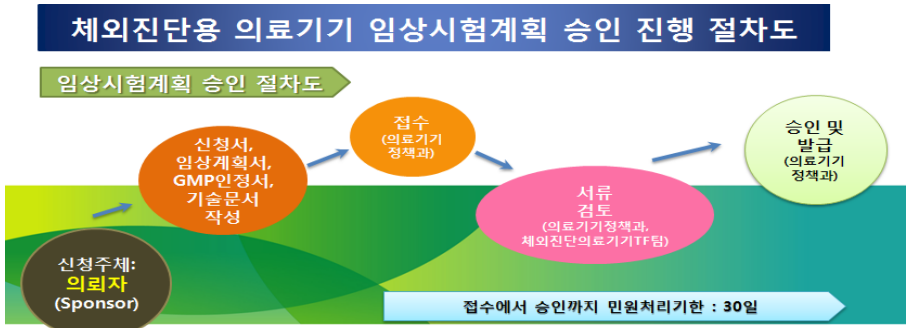 체외진단용 의료기기 임상시험계획 승인 진행 절차도
임상시험계획 승인 절차도
신청주체:
의뢰자
(Sponsor)
신청서,
임상계획서,
GMP인정서,
기술문서
작성
접수
(의료기기
정책과)
서류
검토
(의료기기정책과,
체외진단의료기기TF팀)
승인 및
발급
(의료기기
정책과)
접수에서 승인까지 민원처리기한 : 30일